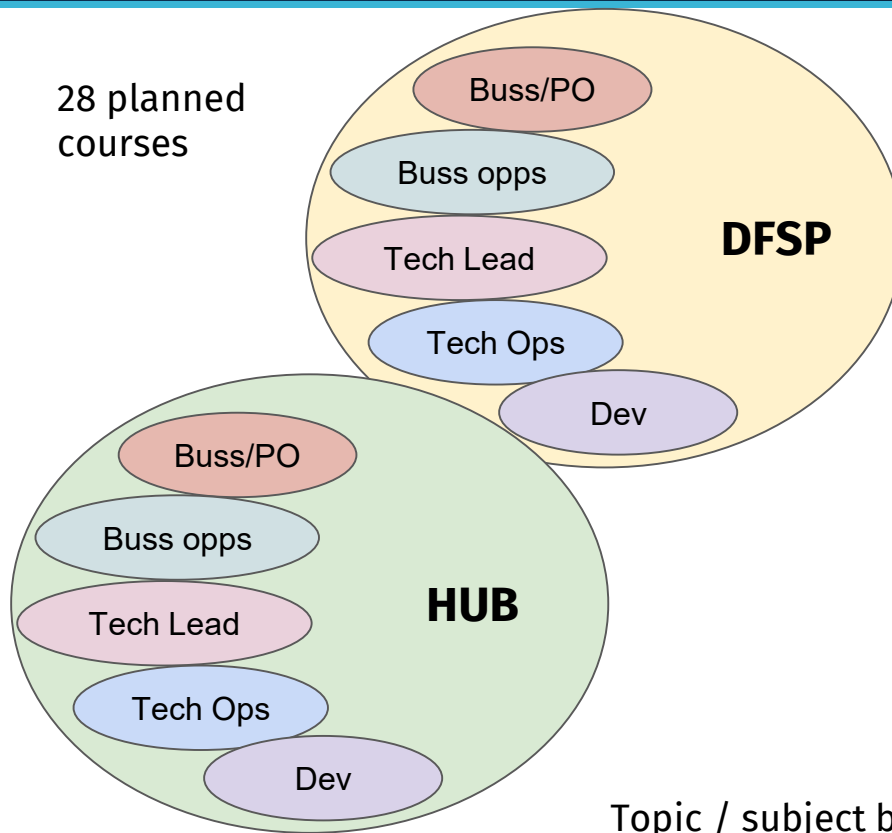 28 planned
courses
Buss/PO
Buss opps
Tech Lead
Tech Ops
Dev
DFSP
Buss/PO
Buss opps
Tech Lead
Tech Ops
Dev
HUB
Topic / subject b